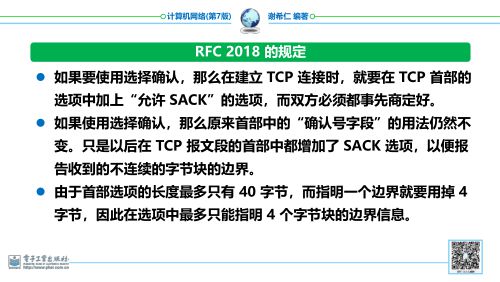 计算机网络(第7版)
谢希仁 编著
RFC 2018 的规定
● 如果要使用选择确认，那么在建立 TCP 连接时，就要在 TCP 首部的
选项中加上“允许 SACK”的选项，而双方必须都事先商定好。
● 如果使用选择确认，那么原来首部中的“确认号字段”的用法仍然不
变。只是以后在 TCP 报文段的首部中都增加了 SACK 选项，以便报
告收到的不连续的字节块的边界。
● 由于首部选项的长度最多只有 40 字节，而指明一个边界就要用掉 4
字节，因此在选项中最多只能指明 4 个字节块的边界信息。
电子工业出版社
http://www.phei.com.cn